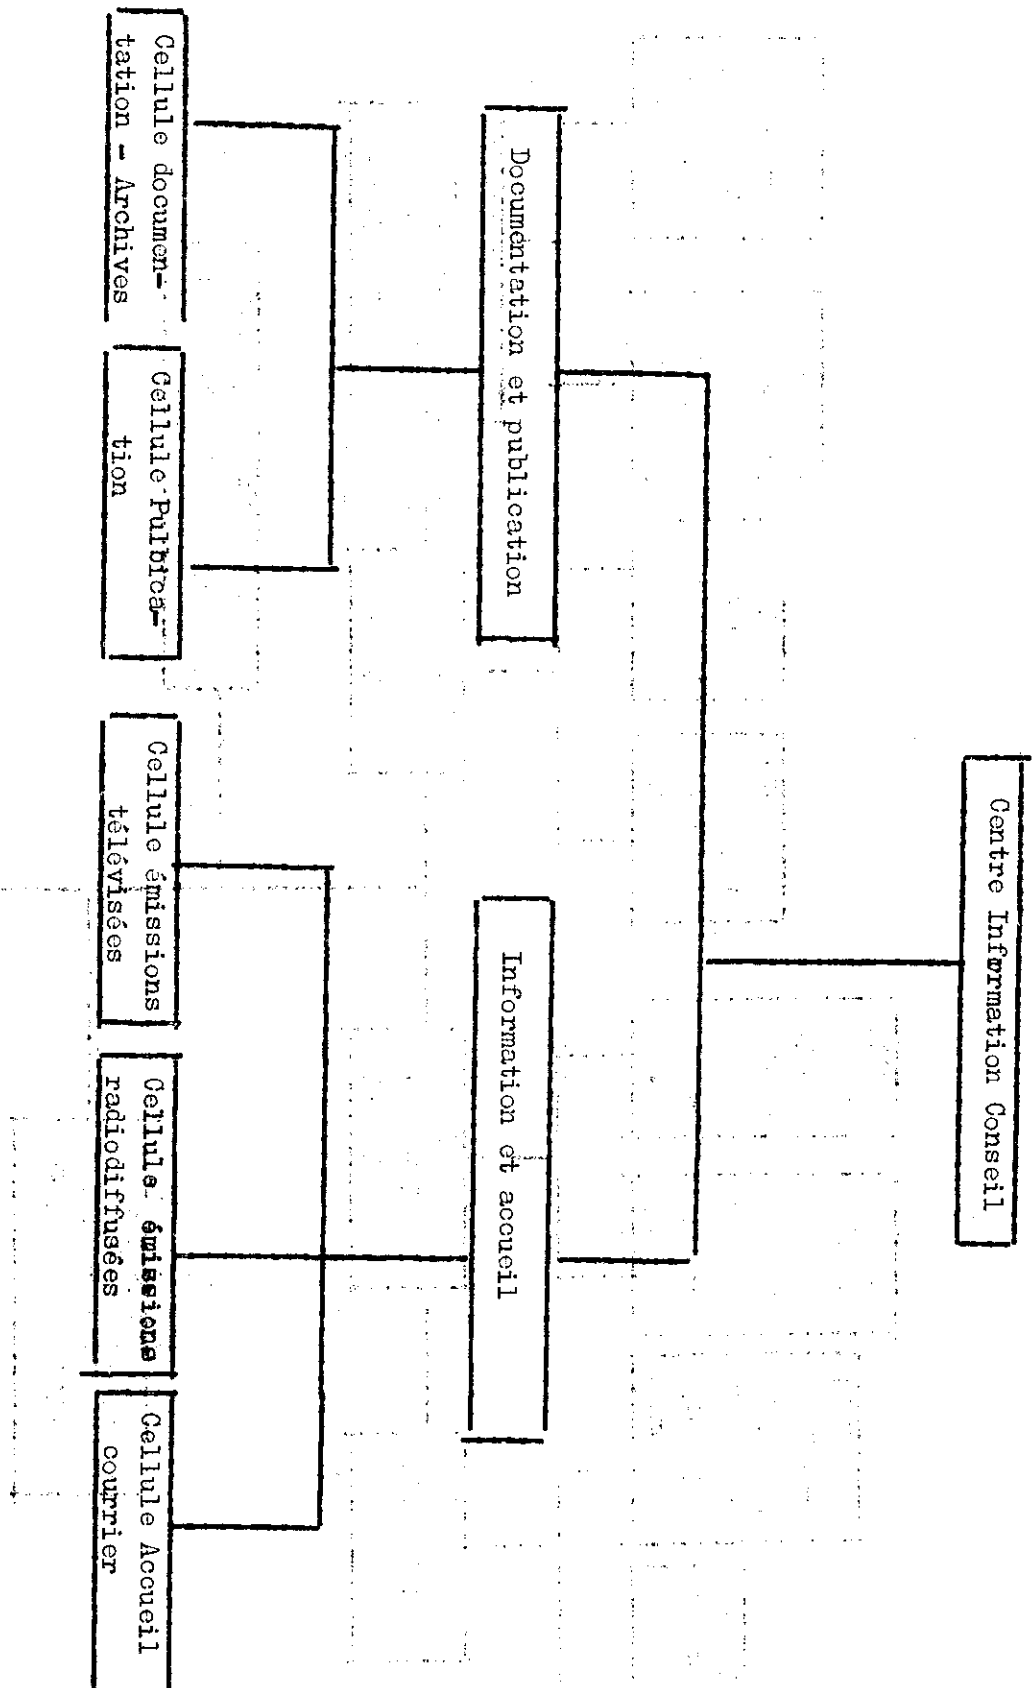 Centre Information Conseil
Documentation et publication
Information et accueil
Cellule documen-
tation - Archives
Cellule Pulbica-
tion
Cellule émissions
télévisées
Cellule émissions
radiodiffusées
Cellule Accueil
courrier